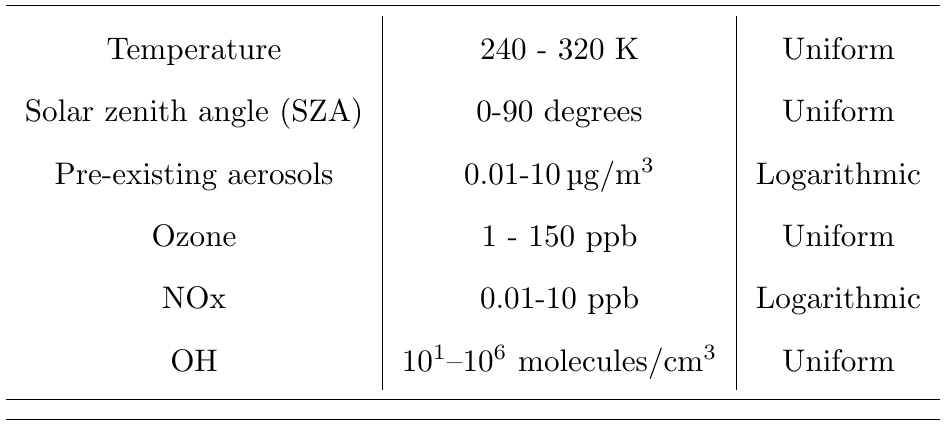 Temperature 240 - 320 K Uniform
Solar zenith angle (SZA) 0-90 degrees Uniform
Pre-existing aerosols 0.01-10 µg/m³ Logarithmic
Ozone 1 - 150 ppb Uniform
NOx 0.01-10 ppb Logarithmic
OH 10¹–10⁶ molecules/cm³ Uniform